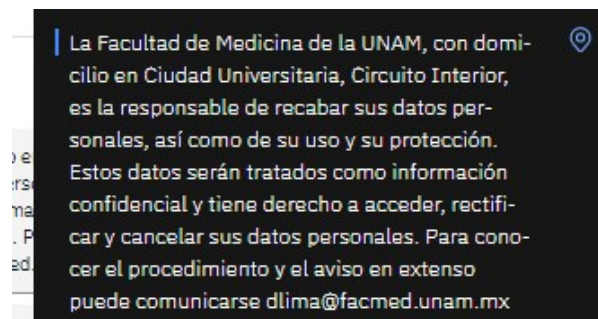 La Facultad de Medicina de la UNAM, con domi-
cilio en Ciudad Universitaria, Circuito Interior,
es la responsable de recabar sus datos per-
sonales, así como de su uso y su protección.
Estos datos serán tratados como información
confidencial y tiene derecho a acceder, rectifi-
car y cancelar sus datos personales. Para cono-
cer el procedimiento y el aviso en extenso
puede comunicarse dlima@facmed.unam.mx